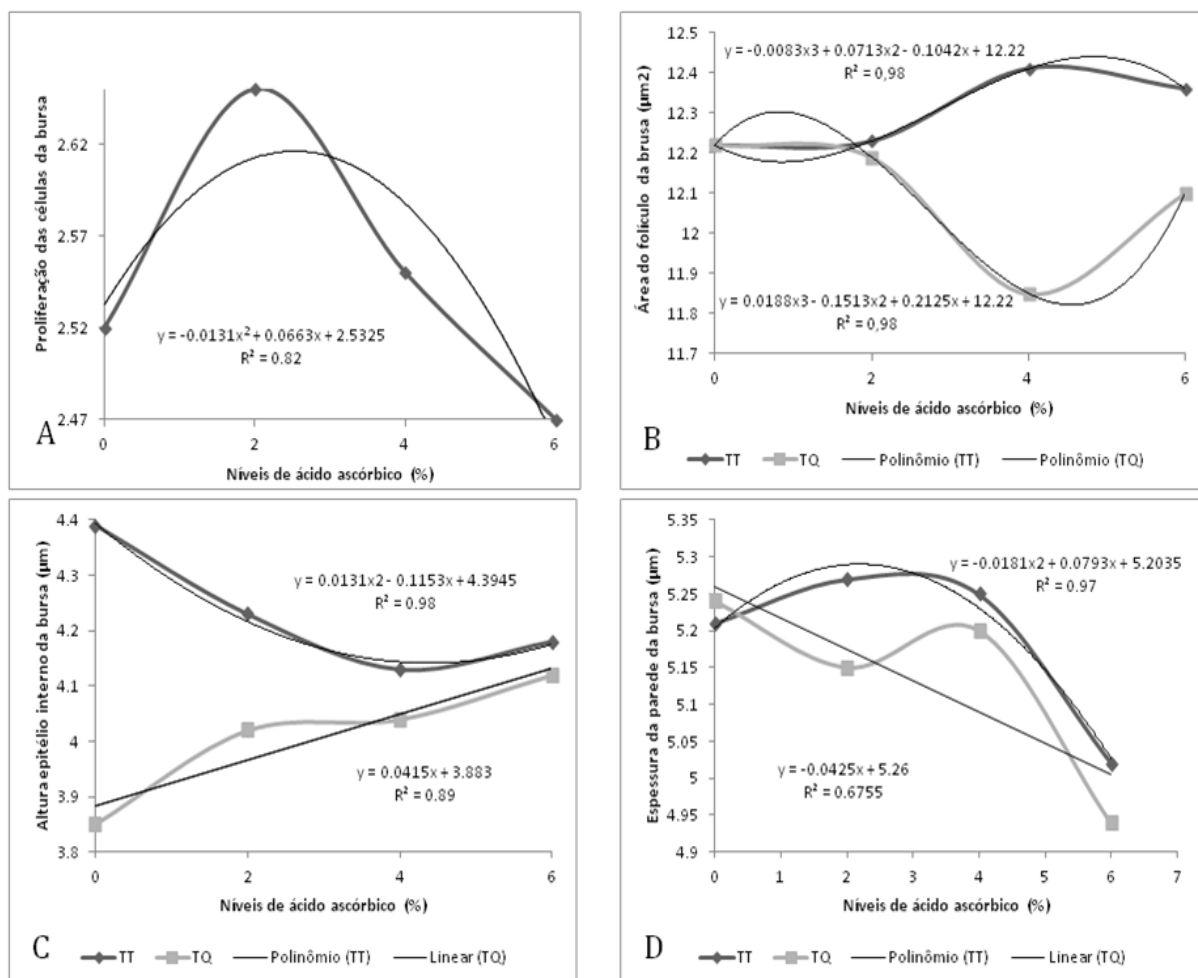 Proliferação das células da bursa
2.62
2.57
2.52
2.47
y = -0.0131x² + 0.0663x + 2.5325
R² = 0.82
0 2 4 6
Níveis de ácido ascórbico (%)
A
Área do folículo da brusa (µm2)
12.5
12.4
12.3
12.2
12.1
12
11.9
11.8
11.7
y = -0.0083x3 + 0.0713x2 - 0.1042x + 12.22
R² = 0,98
y = 0.0188x3 - 0.1513x2 + 0.2125x + 12.22
R² = 0,98
0 2 4 6
Níveis de ácido ascórbico (%)
B
TT TQ Polinômio (TT) Polinômio (TQ)
Altura epitélio interno da bursa (µm)
4.4
4.3
4.2
4.1
4
3.9
3.8
y = 0.0131x2 - 0.1153x + 4.3945
R² = 0.98
y = 0.0415x + 3.883
R² = 0.89
0 2 4 6
Níveis de ácido ascórbico (%)
C
TT TQ Polinômio (TT) Linear (TQ)
Espessura da parede da bursa (µm)
5.35
5.3
5.25
5.2
5.15
5.1
5.05
5
4.95
4.9
y = -0.0181x2 + 0.0793x + 5.2035
R² = 0.97
y = -0.0425x + 5.26
R² = 0.6755
0 1 2 3 4 5 6 7
Níveis de ácido ascórbico (%)
D
TT TQ Polinômio (TT) Linear (TQ)